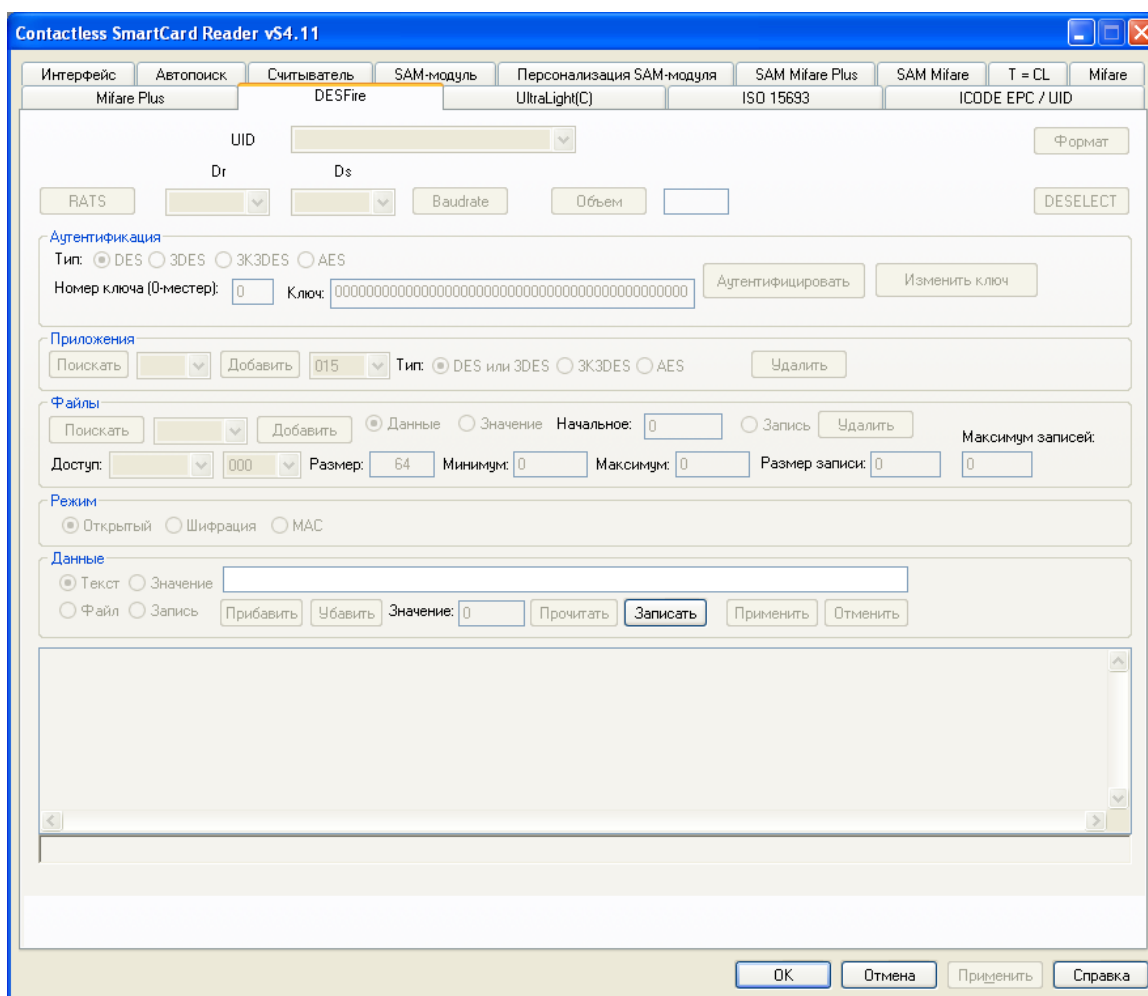 Contactless SmartCard Reader vS4.11
Интерфейс Автопоиск Считыватель SAM-модуль Персонализация SAM-модуля SAM Mifare Plus SAM Mifare T = CL Mifare
Mifare Plus DESFire UltraLight(C) ISO 15693 ICODE EPC / UID
UID Формат
Dr Ds
RATS Baudrate Объем DESELECT
Аутентификация
Тип: DES 3DES 3K3DES AES
Номер ключа (0-местер): 0 Ключ: 000000000000000000000000000000000000000000000000 Аутентифицировать Изменить ключ
Приложения
Поискать Добавить 015 Тип: DES или 3DES 3K3DES AES Удалить
Файлы
Поискать Добавить Данные Значение Начальное: 0 Запись Удалить Максимум записей:
Доступ: 000 Размер: 64 Минимум: 0 Максимум: 0 Размер записи: 0 0
Режим
Открытый Шифрация MAC
Данные
Текст Значение
Файл Запись Прибавить Убавить Значение: 0 Прочитать Записать Применить Отменить
OK Отмена Применить Справка